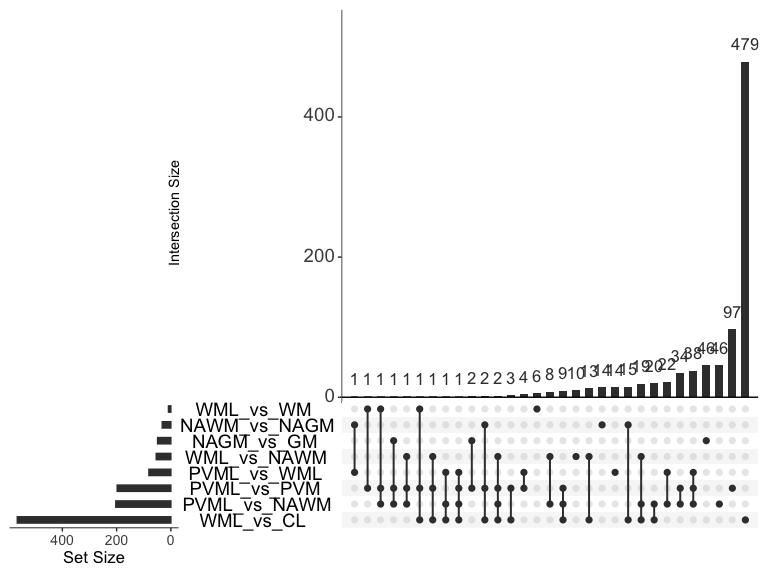 Intersection Size
400
200
0
1 1 1 1 1 1 1 1 1 2 2 2 3 4 6 8 9 10 13 14 14 15 19 20 22 34 38 46 46 97 479
WML_vs_WM
NAWM_vs_NAGM
NAGM_vs_GM
WML_vs_NAWM
PVML_vs_WML
PVML_vs_PVM
PVML_vs_NAWM
WML_vs_CL
400 200 0
Set Size